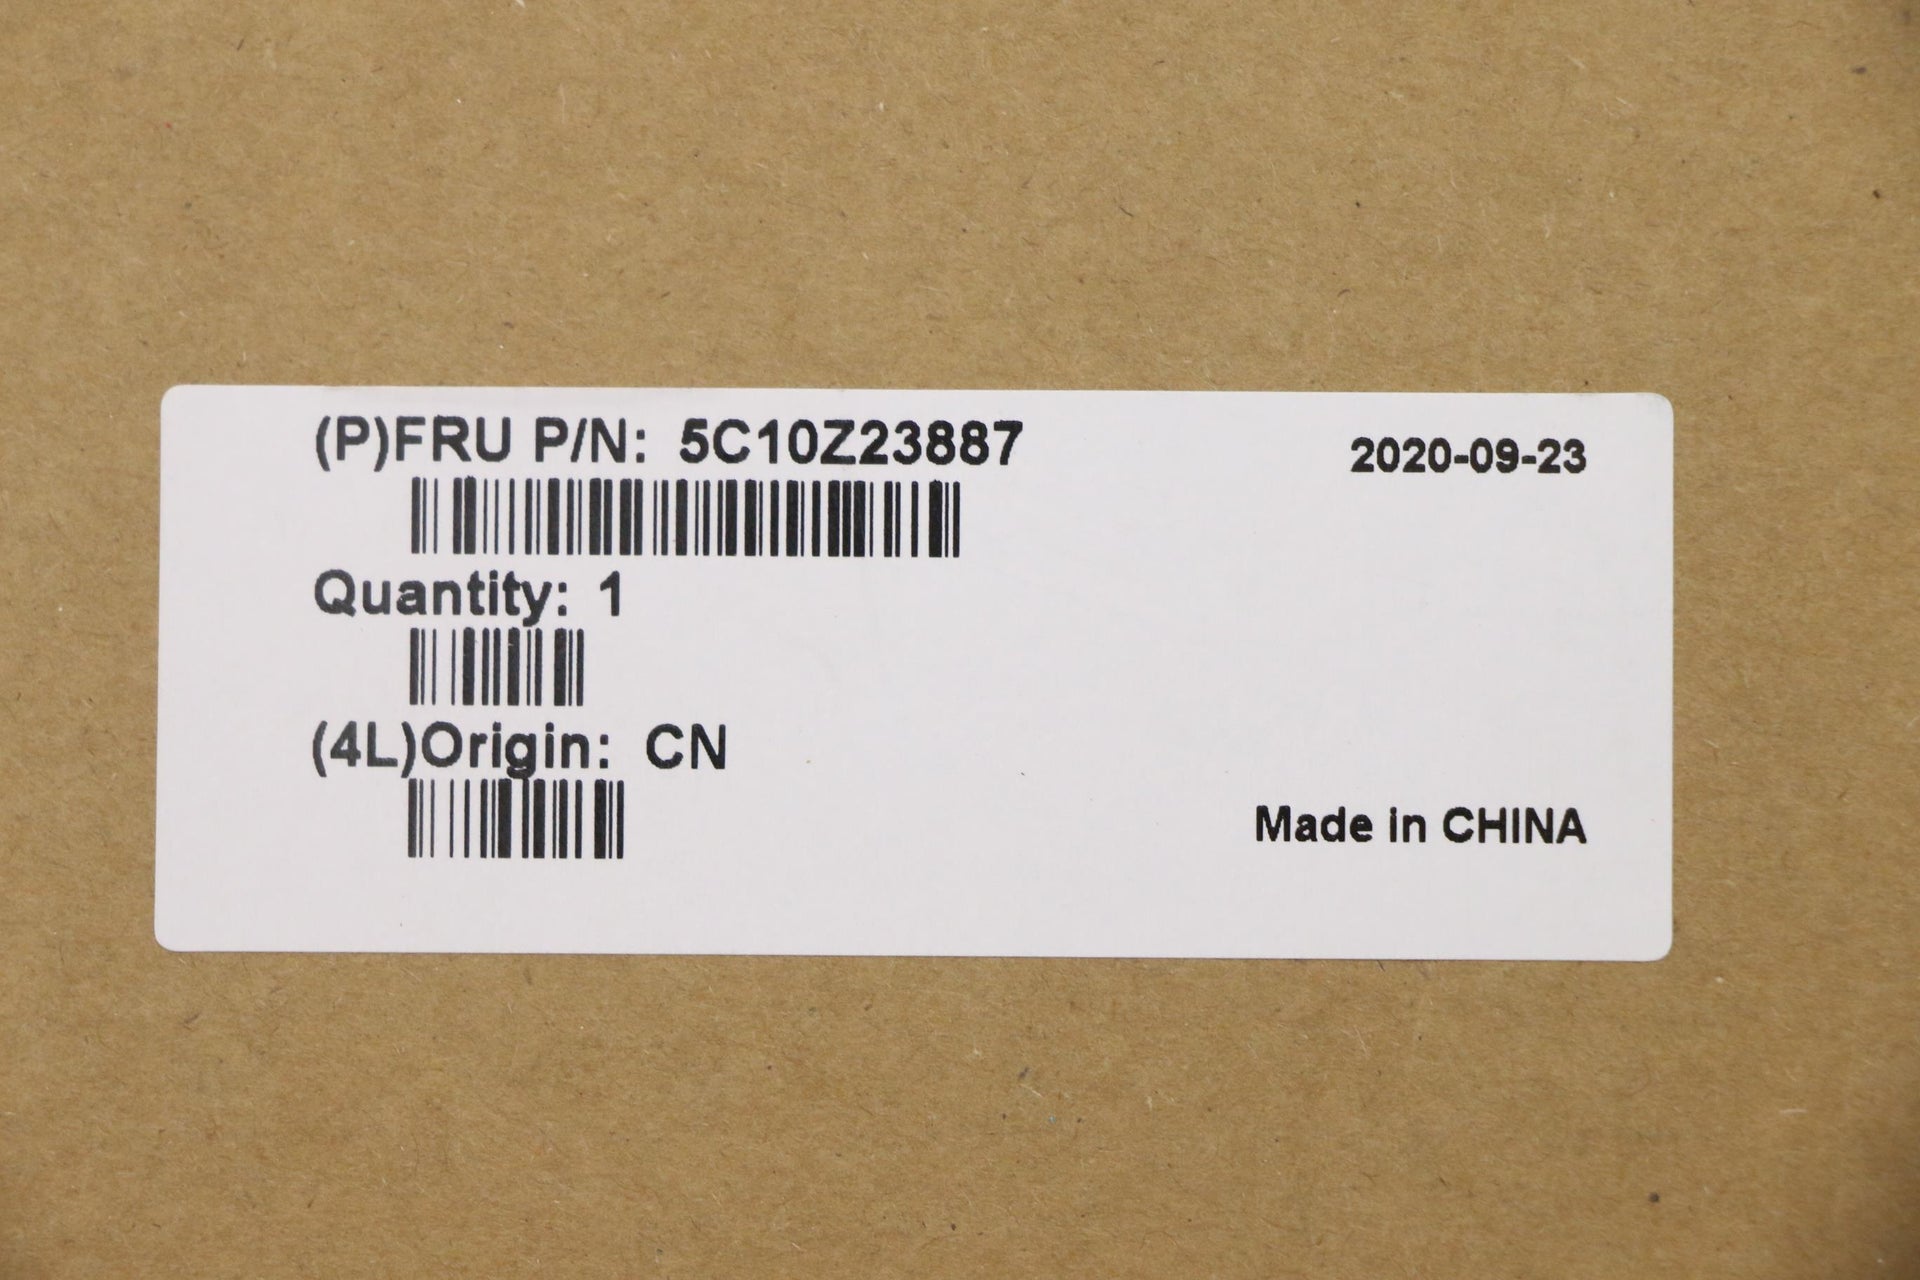 (P)FRU P/N: 5C10Z23887
2020-09-23
Quantity: 1
(4L)Origin: CN
Made in CHINA